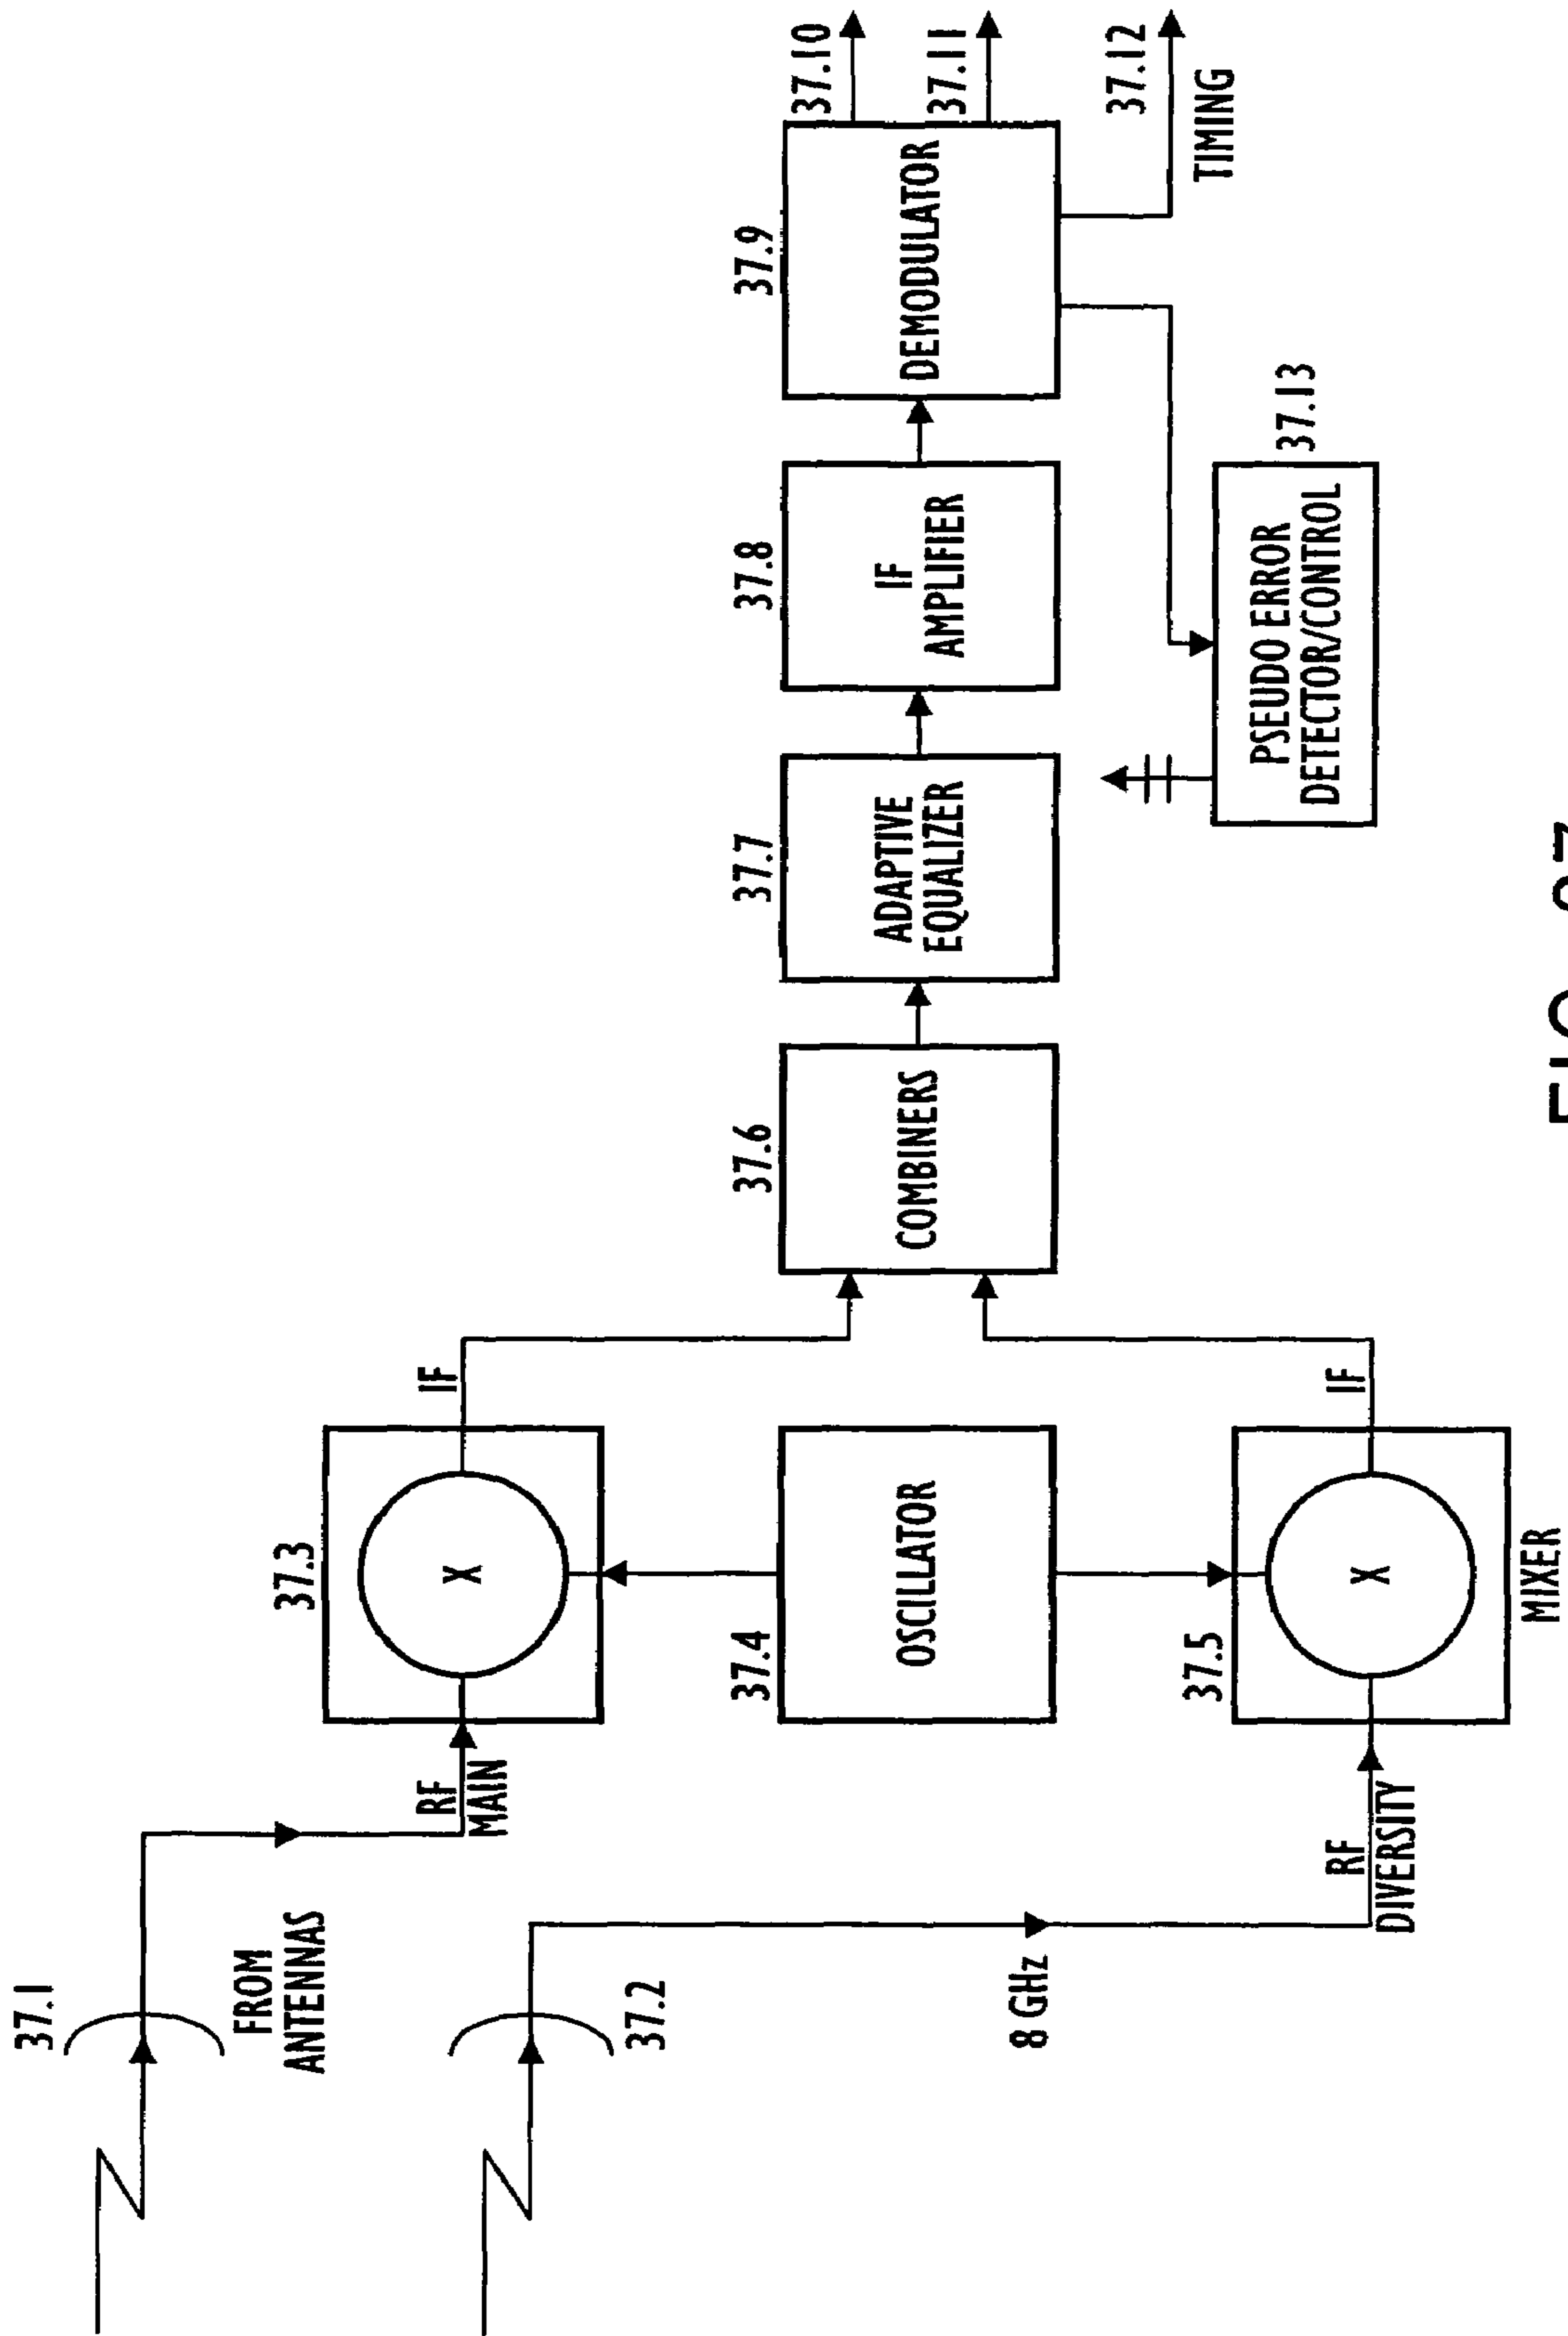 37.1
FROM
ANTENNAS
37.2
8 GHz
RF
MAIN
RF
DIVERSITY
37.3
X
IF
37.4
OSCILLATOR
37.5
X
IF
MIXER
37.6
COMBINERS
37.7
ADAPTIVE
EQUALIZER
37.8
IF
AMPLIFIER
37.9
DEMODULATOR
37.10
37.11
37.12
TIMING
37.13
PSEUDO ERROR
DETECTOR/CONTROL